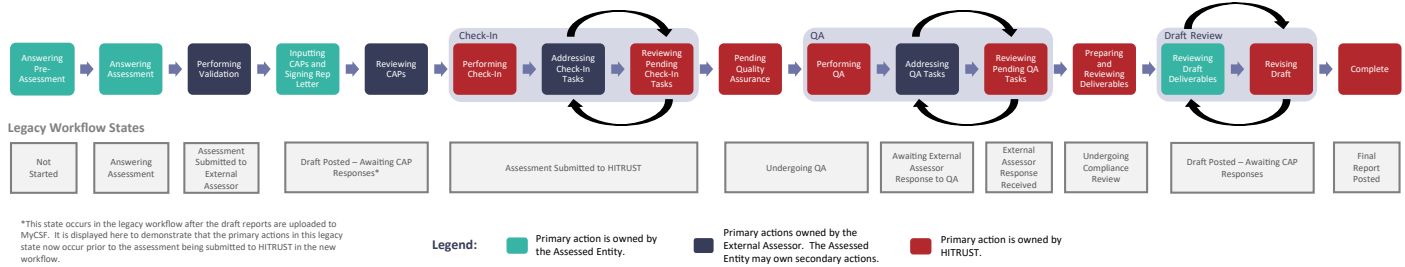 Check-In
QA
Draft Review
Answering
Pre-
Assessment
Answering
Assessment
Performing
Validation
Inputting
CAPs and
Signing Rep
Letter
Reviewing
CAPs
Performing
Check-In
Addressing
Check-In
Tasks
Reviewing
Pending
Check-In
Tasks
Pending
Quality
Assurance
Performing
QA
Addressing
QA Tasks
Reviewing
Pending QA
Tasks
Preparing
and
Reviewing
Deliverables
Reviewing
Draft
Deliverables
Revising
Draft
Complete
Legacy Workflow States
Not
Started
Answering
Assessment
Assessment
Submitted to
External
Assessor
Draft Posted – Awaiting CAP
Responses*
Assessment Submitted to HITRUST
Undergoing QA
Awaiting External
Assessor
Response to QA
External
Assessor
Response
Received
Undergoing
Compliance
Review
Draft Posted – Awaiting CAP
Responses
Final
Report
Posted
*This state occurs in the legacy workflow after the draft reports are uploaded to
MyCSF. It is displayed here to demonstrate that the primary actions in this legacy
state now occur prior to the assessment being submitted to HITRUST in the new
workflow.
Legend:
Primary action is owned by
the Assessed Entity.
Primary actions owned by the
External Assessor. The Assessed
Entity may own secondary actions.
Primary action is owned by
HITRUST.